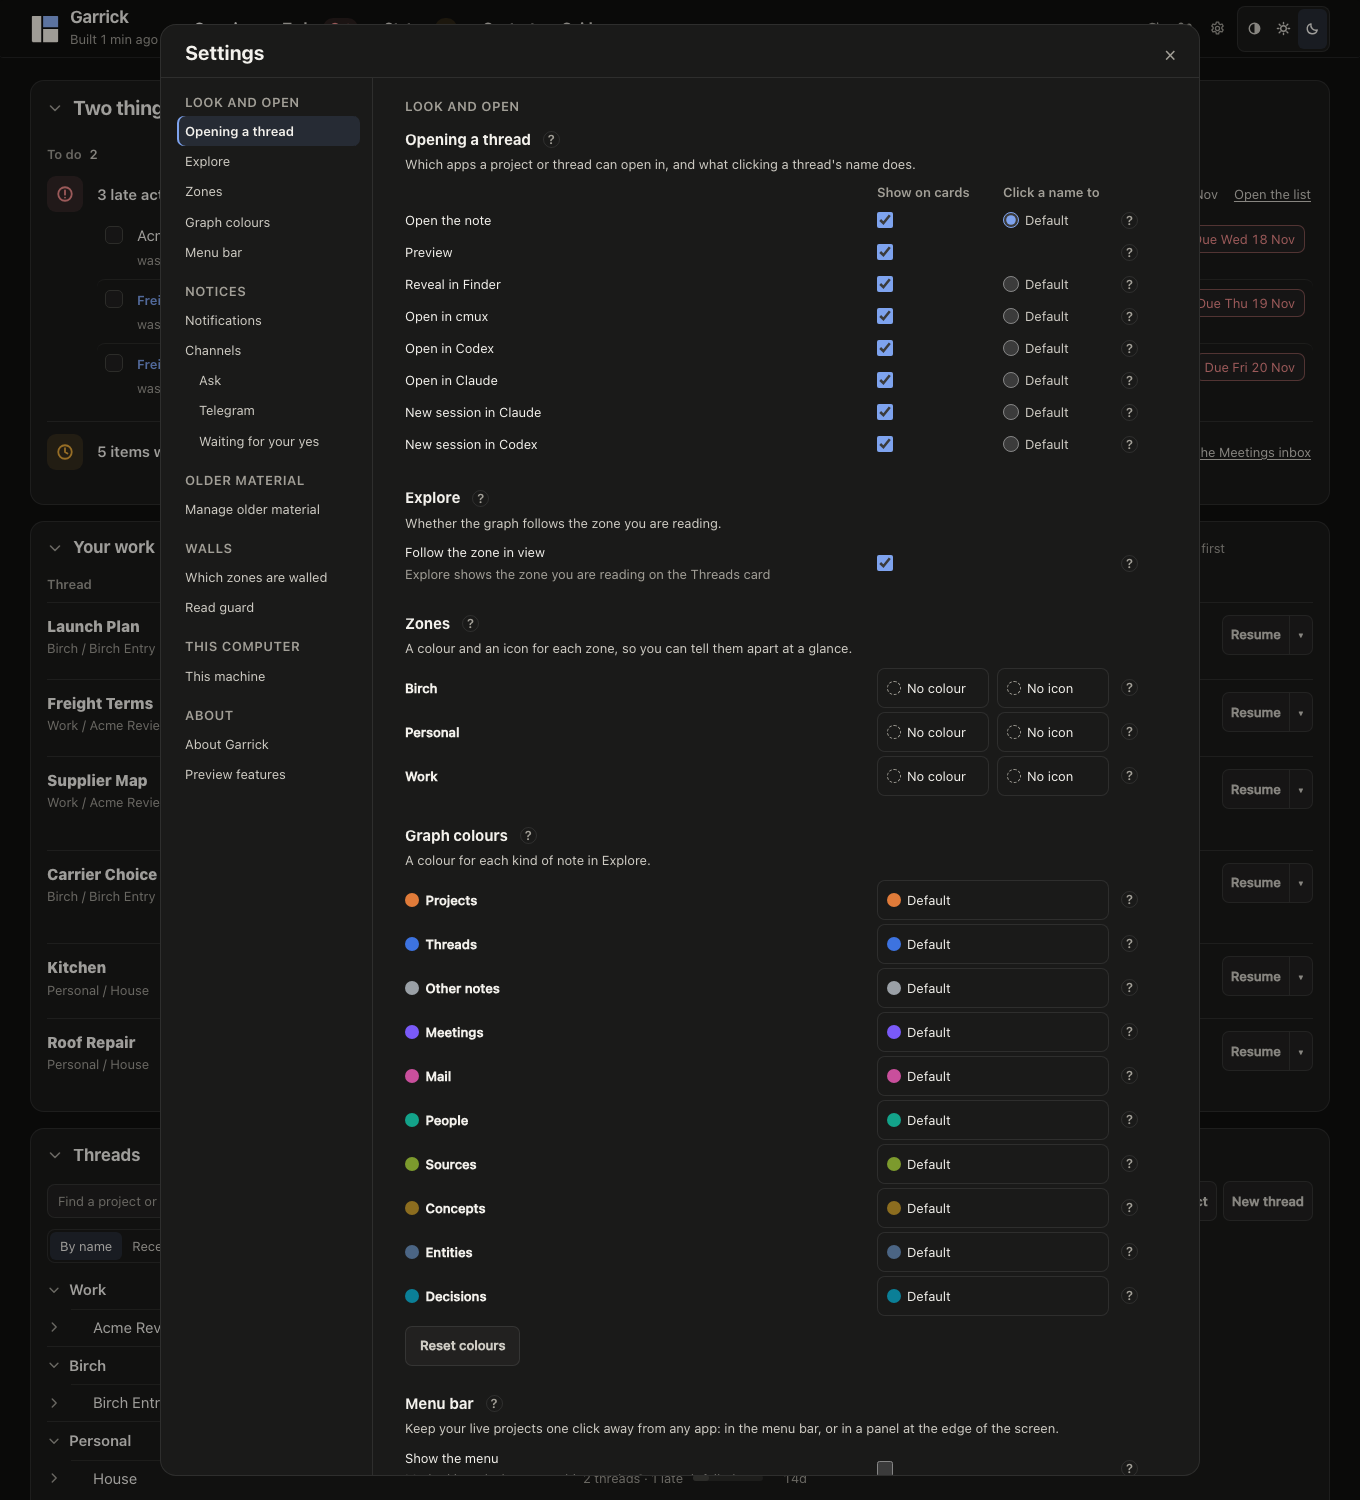 Garrick
Built 1 min ago
Settings
LOOK AND OPEN
Opening a thread
Explore
Zones
Graph colours
Menu bar
NOTICES
Notifications
Channels
Ask
Telegram
Waiting for your yes
OLDER MATERIAL
Manage older material
WALLS
Which zones are walled
Read guard
THIS COMPUTER
This machine
ABOUT
About Garrick
Preview features
LOOK AND OPEN
Opening a thread ?
Which apps a project or thread can open in, and what clicking a thread's name does.
Show on cards Click a name to
Open the note Default ?
Preview ?
Reveal in Finder Default ?
Open in cmux Default ?
Open in Codex Default ?
Open in Claude Default ?
New session in Claude Default ?
New session in Codex Default ?
Explore ?
Whether the graph follows the zone you are reading.
Follow the zone in view ?
Explore shows the zone you are reading on the Threads card
Zones ?
A colour and an icon for each zone, so you can tell them apart at a glance.
Birch No colour No icon ?
Personal No colour No icon ?
Work No colour No icon ?
Graph colours ?
A colour for each kind of note in Explore.
Projects Default ?
Threads Default ?
Other notes Default ?
Meetings Default ?
Mail Default ?
People Default ?
Sources Default ?
Concepts Default ?
Entities Default ?
Decisions Default ?
Reset colours
Menu bar ?
Keep your live projects one click away from any app: in the menu bar, or in a panel at the edge of the screen.
Show the menu ?
Two
To do 2
3 late
Nov Open the list
was
Due Wed 18 Nov
was
Due Thu 19 Nov
was
Due Fri 20 Nov
5 items
Meetings inbox
Your work
first
Thread
Launch Plan
Birch / Birch Entry
Resume
Freight Terms
Work / Acme
Resume
Supplier Map
Work / Acme
Resume
Carrier Choice
Birch / Birch Entry
Resume
Kitchen
Personal / House
Resume
Roof Repair
Personal / House
Resume
Threads
Find a project or
New thread
By name
Work
Acme
Birch
Birch
Personal
House
2 threads · 1 late
14d